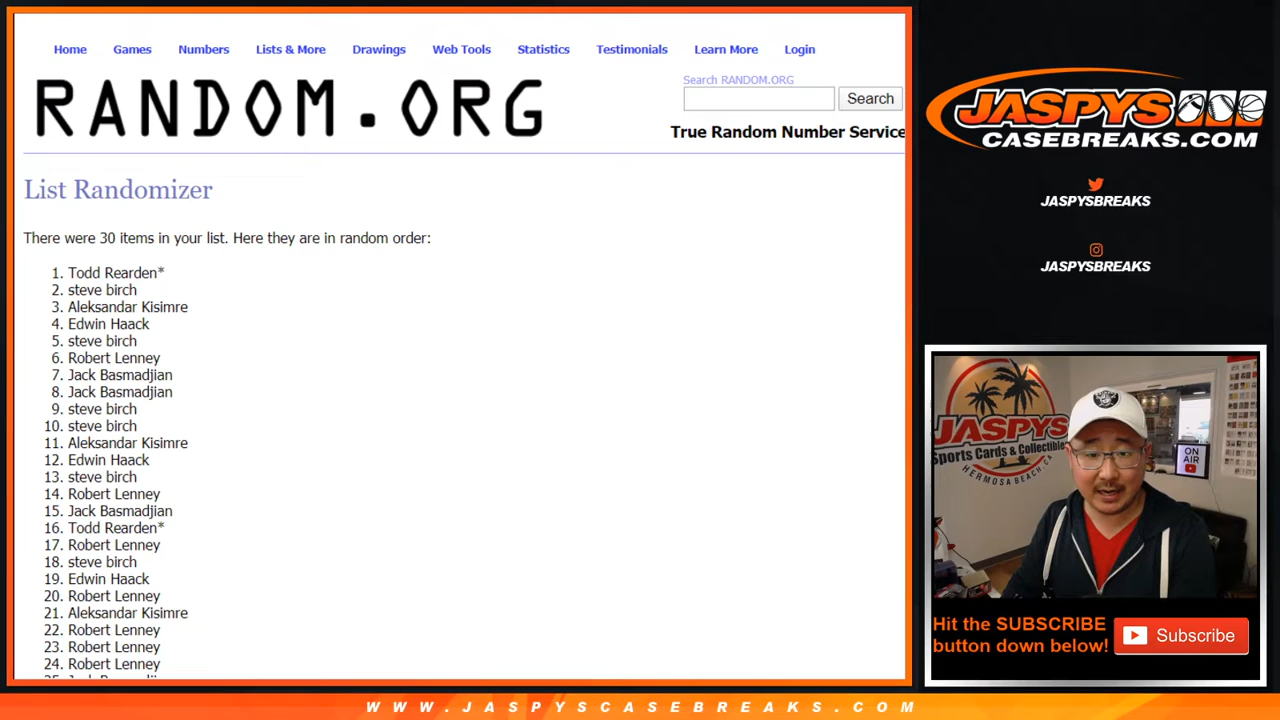 Home Games Numbers Lists & More Drawings Web Tools Statistics Testimonials Learn More Login
RANDOM.ORG
Search RANDOM.ORG
Search
True Random Number Service
List Randomizer
There were 30 items in your list. Here they are in random order:
1. Todd Rearden*
2. steve birch
3. Aleksandar Kisimre
4. Edwin Haack
5. steve birch
6. Robert Lenney
7. Jack Basmadjian
8. Jack Basmadjian
9. steve birch
10. steve birch
11. Aleksandar Kisimre
12. Edwin Haack
13. steve birch
14. Robert Lenney
15. Jack Basmadjian
16. Todd Rearden*
17. Robert Lenney
18. steve birch
19. Edwin Haack
20. Robert Lenney
21. Aleksandar Kisimre
22. Robert Lenney
23. Robert Lenney
24. Robert Lenney
JASPYS
CASEBREAKS.COM
JASPYSBREAKS
JASPYSBREAKS
JASPYS
Sports Cards & Collectibles
HERMOSA BEACH, CA
ON
AIR
Hit the SUBSCRIBE
button down below!
Subscribe
WWW.JASPYSCASEBREAKS.COM